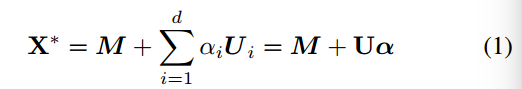 X* = M + ∑_{i=1}^{d} α_i U_i = M + Uα (1)